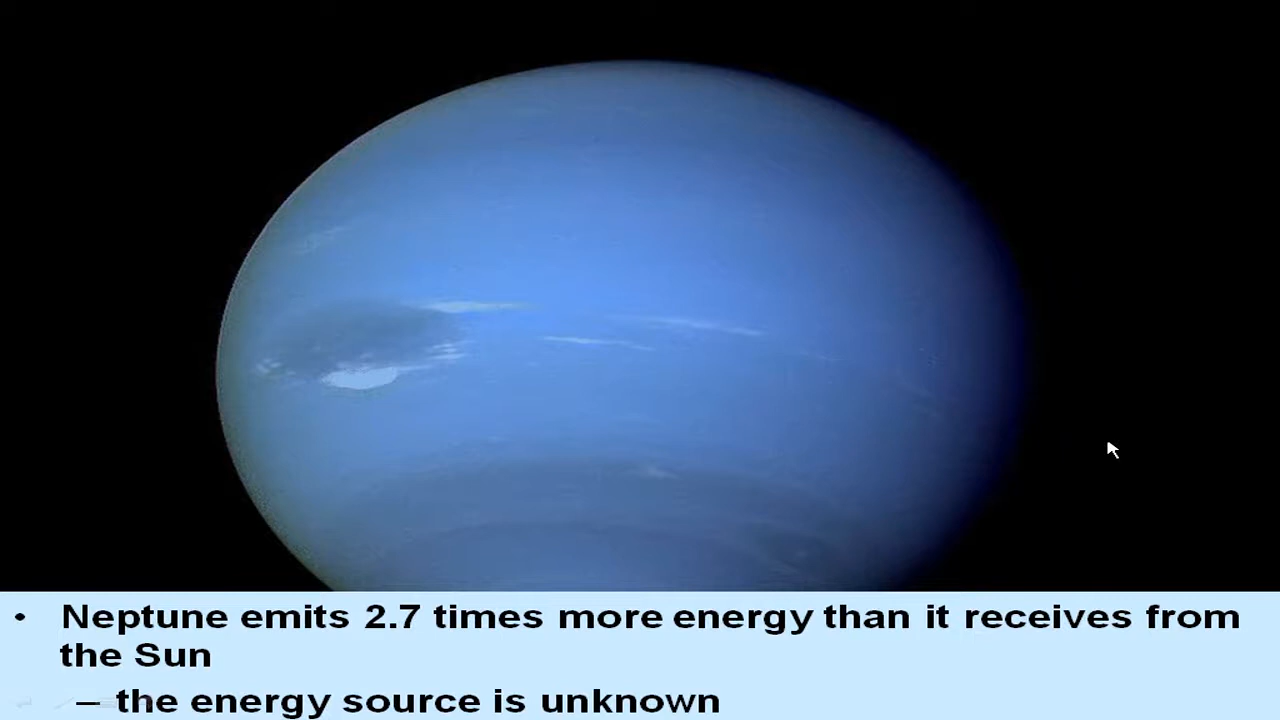 • Neptune emits 2.7 times more energy than it receives from
the Sun
– the energy source is unknown